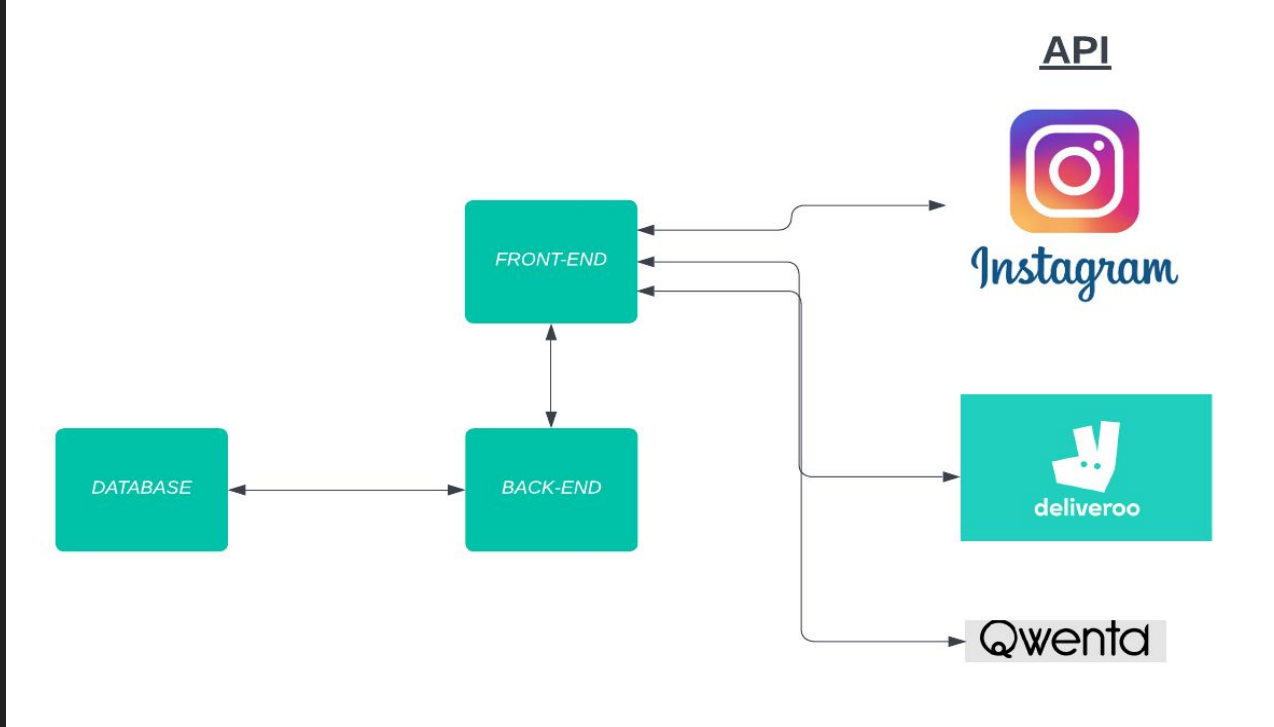 API
Instagram
FRONT-END
DATABASE
BACK-END
deliveroo
Qwenta